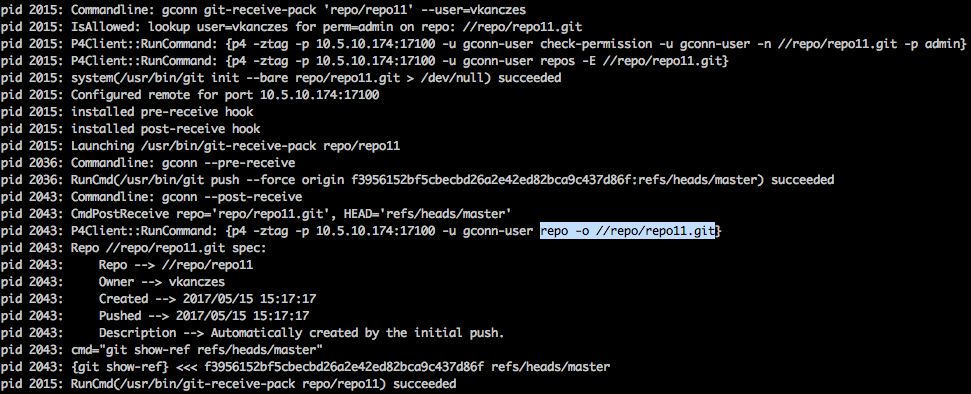 pid 2015: Commandline: gconn git-receive-pack 'repo/repo11' --user=vkanczes
pid 2015: IsAllowed: lookup user=vkanczes for perm=admin on repo: //repo/repo11.git
pid 2015: P4Client::RunCommand: {p4 -ztag -p 10.5.10.174:17100 -u gconn-user check-permission -u gconn-user -n //repo/repo11.git -p admin}
pid 2015: P4Client::RunCommand: {p4 -ztag -p 10.5.10.174:17100 -u gconn-user repos -E //repo/repo11.git}
pid 2015: system(/usr/bin/git init --bare repo/repo11.git > /dev/null) succeeded
pid 2015: Configured remote for port 10.5.10.174:17100
pid 2015: installed pre-receive hook
pid 2015: installed post-receive hook
pid 2015: Launching /usr/bin/git-receive-pack repo/repo11
pid 2036: Commandline: gconn --pre-receive
pid 2036: RunCmd(/usr/bin/git push --force origin f3956152bf5cbecbd26a2e42ed82bca9c437d86f:refs/heads/master) succeeded
pid 2043: Commandline: gconn --post-receive
pid 2043: CmdPostReceive repo='repo/repo11.git', HEAD='refs/heads/master'
pid 2043: P4Client::RunCommand: {p4 -ztag -p 10.5.10.174:17100 -u gconn-user repo -o //repo/repo11.git}
pid 2043: Repo //repo/repo11.git spec:
pid 2043:     Repo --> //repo/repo11
pid 2043:     Owner --> vkanczes
pid 2043:     Created --> 2017/05/15 15:17:17
pid 2043:     Pushed --> 2017/05/15 15:17:17
pid 2043:     Description --> Automatically created by the initial push.
pid 2043: cmd="git show-ref refs/heads/master"
pid 2043: {git show-ref} <<< f3956152bf5cbecbd26a2e42ed82bca9c437d86f refs/heads/master
pid 2015: RunCmd(/usr/bin/git-receive-pack repo/repo11) succeeded